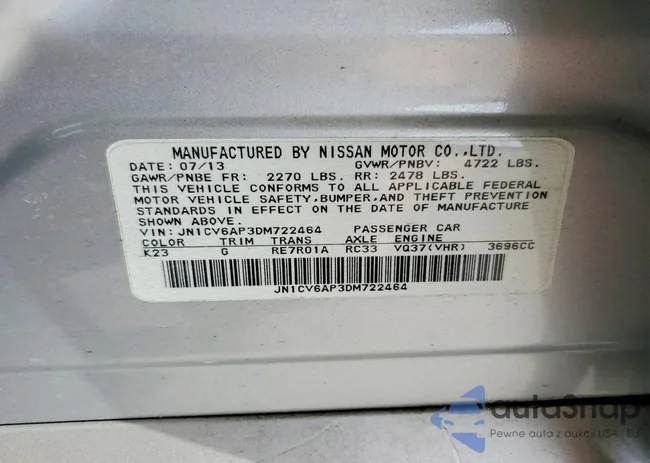 MANUFACTURED BY NISSAN MOTOR CO.,LTD.
DATE: 07/13 GVWR/PNBV: 4722 LBS.
GAWR/PNBE FR: 2270 LBS. RR: 2478 LBS.
THIS VEHICLE CONFORMS TO ALL APPLICABLE FEDERAL
MOTOR VEHICLE SAFETY,BUMPER,AND THEFT PREVENTION
STANDARDS IN EFFECT ON THE DATE OF MANUFACTURE
SHOWN ABOVE.
VIN: JN1CV6AP3DM722464 PASSENGER CAR
COLOR TRIM TRANS AXLE ENGINE
K23 G RE7R01A RC33 VQ37(VHR) 3696CC
JN1CV6AP3DM722464
autoSnap
Pewne auta z aukcji USA i EU